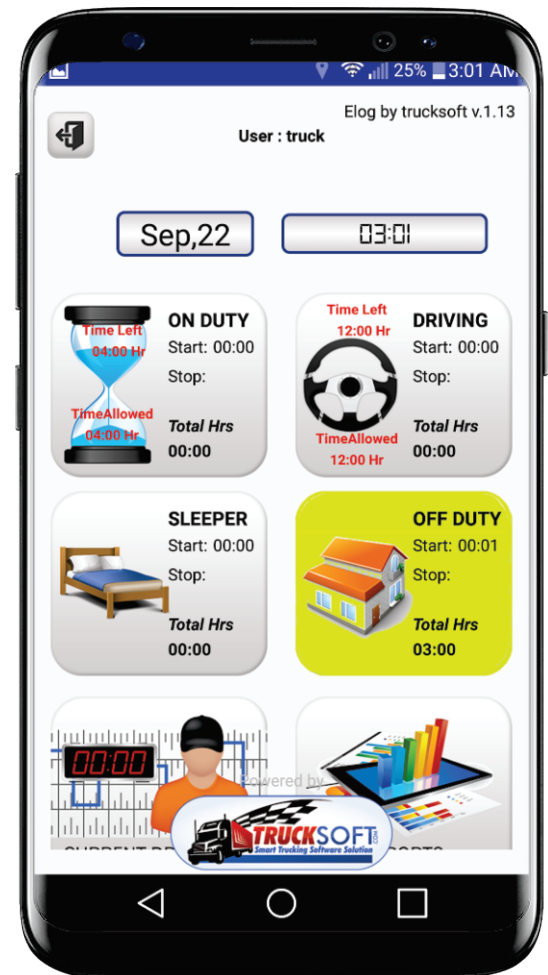 25% 3:01 AM
Elog by trucksoft v.1.13
User : truck
Sep,22
03:01
Time Left
04:00 Hr
TimeAllowed
04:00 Hr
ON DUTY
Start: 00:00
Stop:
Total Hrs
00:00
Time Left
12:00 Hr
TimeAllowed
12:00 Hr
DRIVING
Start: 00:00
Stop:
Total Hrs
00:00
SLEEPER
Start: 00:00
Stop:
Total Hrs
00:00
OFF DUTY
Start: 00:01
Stop:
Total Hrs
03:00
00:00
Powered by
TRUCKSOFT.COM
Smart Trucking Software Solution
CURRENT